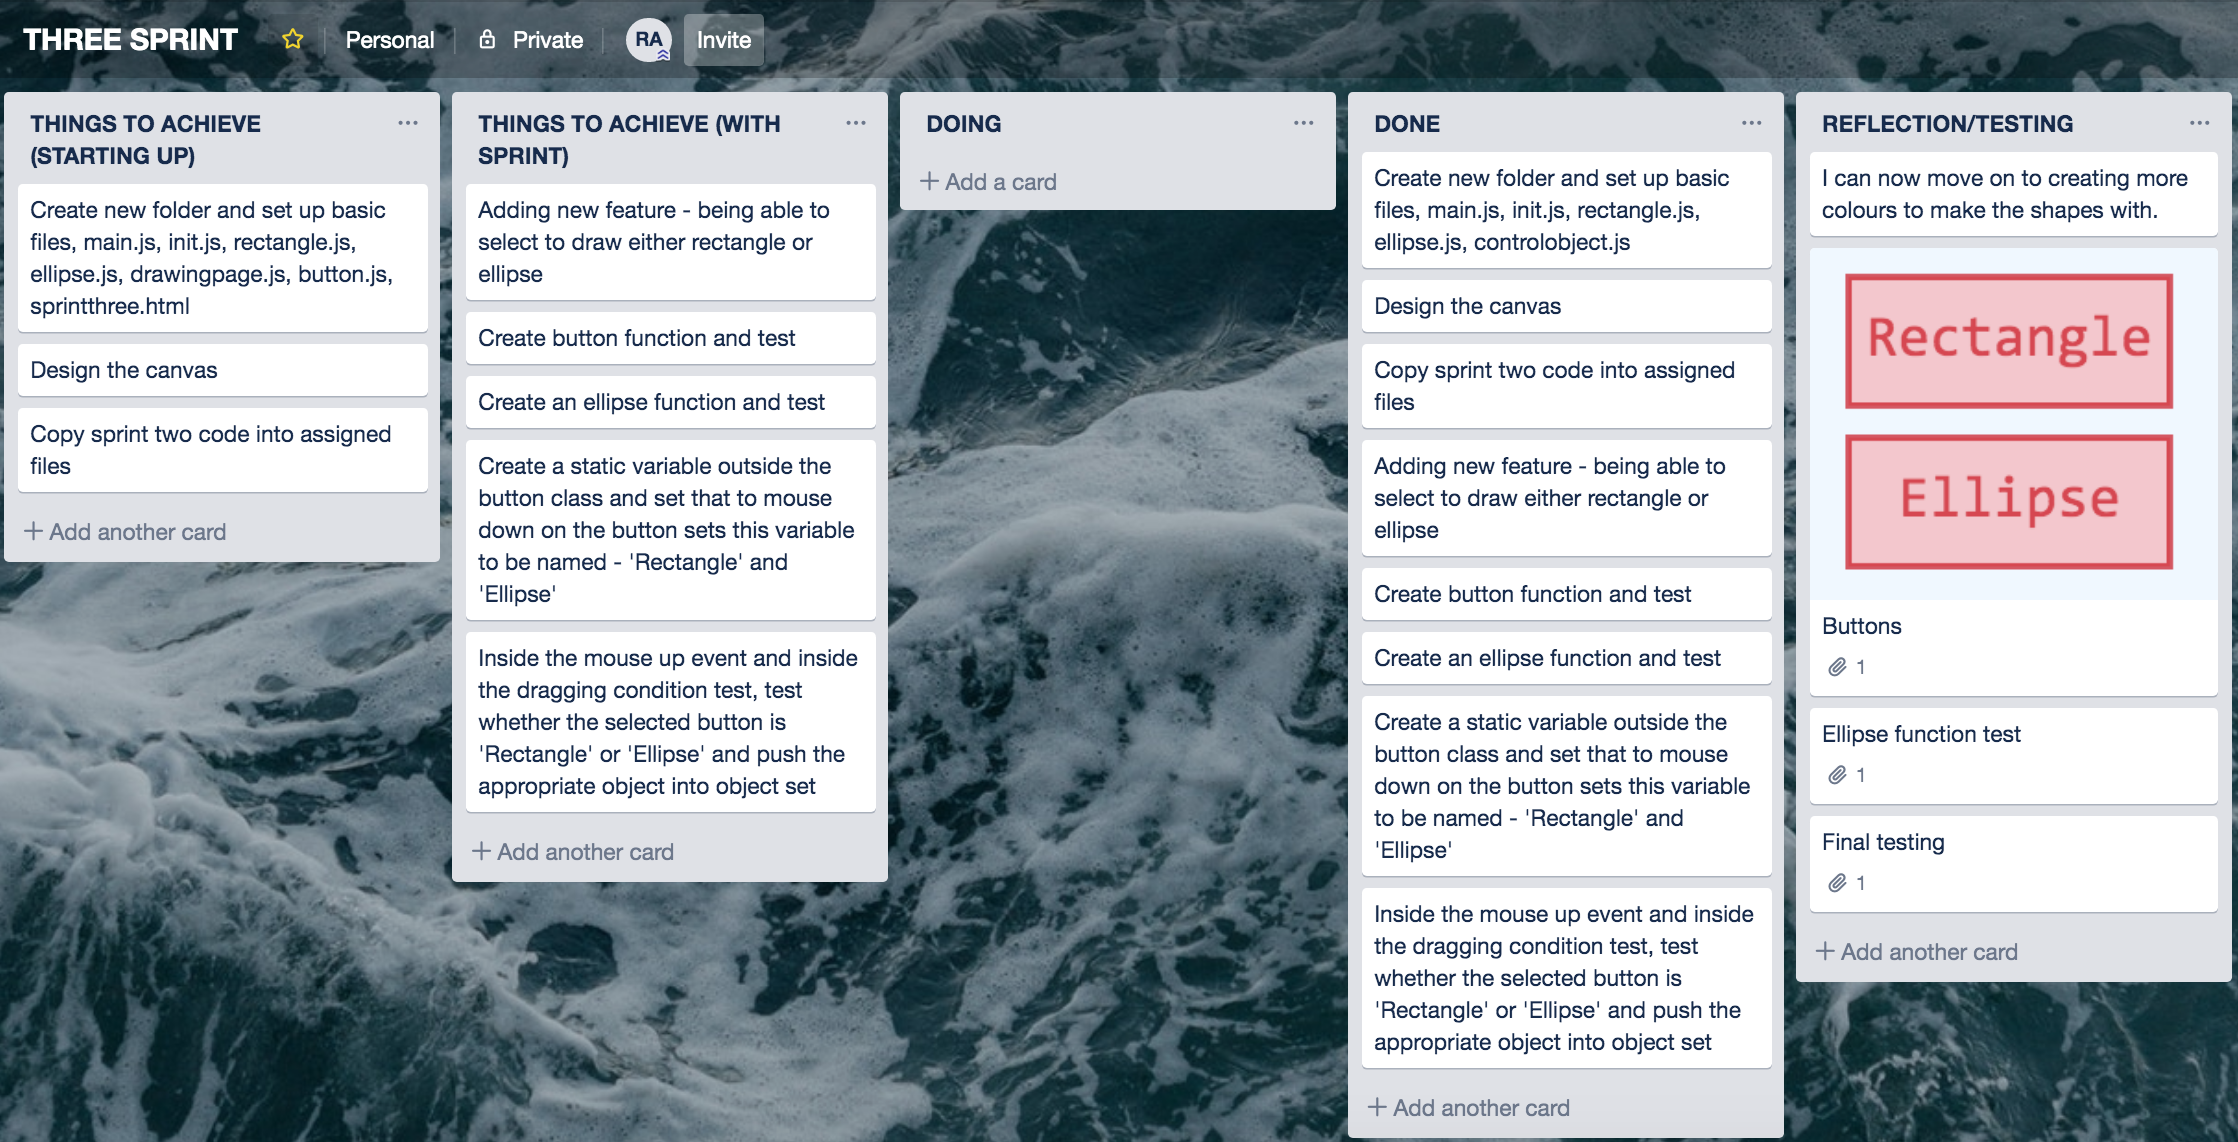 THREE SPRINT
Personal
Private
RA
Invite
THINGS TO ACHIEVE
(STARTING UP)
Create new folder and set up basic
files, main.js, init.js, rectangle.js,
ellipse.js, drawingpage.js, button.js,
sprintthree.html
Design the canvas
Copy sprint two code into assigned
files
+ Add another card
THINGS TO ACHIEVE (WITH
SPRINT)
Adding new feature - being able to
select to draw either rectangle or
ellipse
Create button function and test
Create an ellipse function and test
Create a static variable outside the
button class and set that to mouse
down on the button sets this variable
to be named - 'Rectangle' and
'Ellipse'
Inside the mouse up event and inside
the dragging condition test, test
whether the selected button is
'Rectangle' or 'Ellipse' and push the
appropriate object into object set
+ Add another card
DOING
+ Add a card
DONE
Create new folder and set up basic
files, main.js, init.js, rectangle.js,
ellipse.js, controlobject.js
Design the canvas
Copy sprint two code into assigned
files
Adding new feature - being able to
select to draw either rectangle or
ellipse
Create button function and test
Create an ellipse function and test
Create a static variable outside the
button class and set that to mouse
down on the button sets this variable
to be named - 'Rectangle' and
'Ellipse'
Inside the mouse up event and inside
the dragging condition test, test
whether the selected button is
'Rectangle' or 'Ellipse' and push the
appropriate object into object set
+ Add another card
REFLECTION/TESTING
I can now move on to creating more
colours to make the shapes with.
Rectangle
Ellipse
Buttons
1
Ellipse function test
1
Final testing
1
+ Add another card